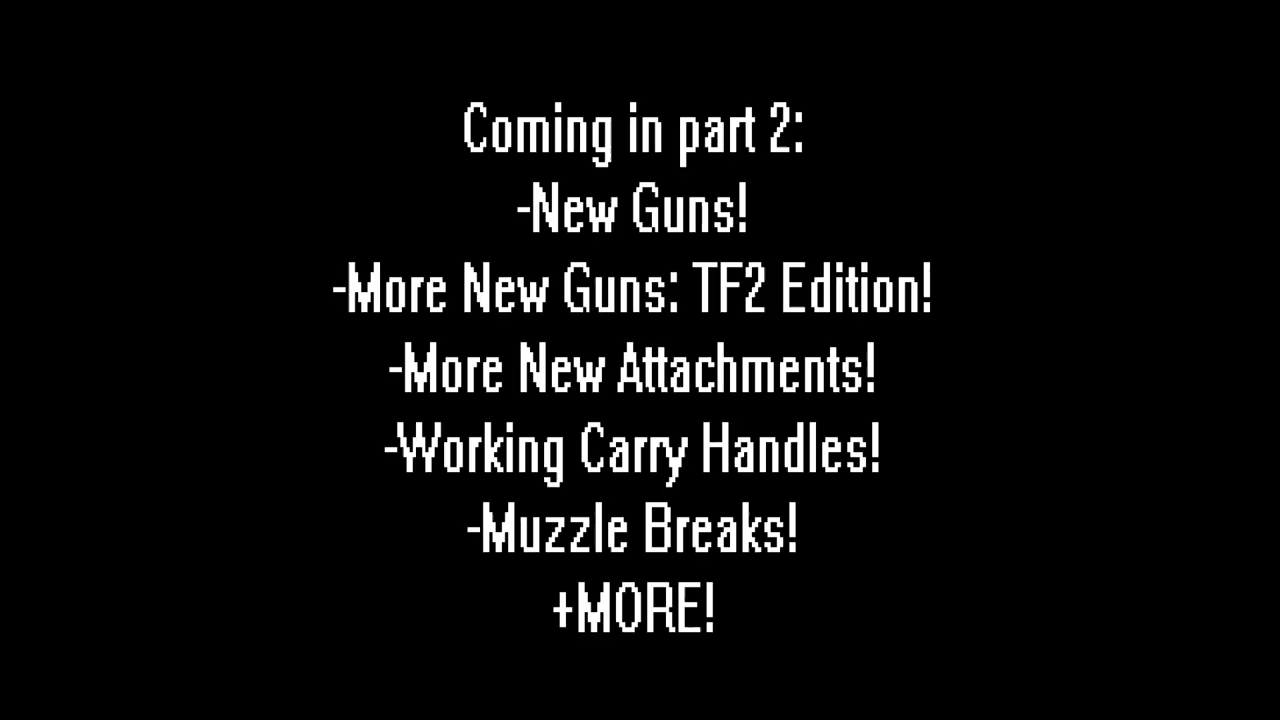 Coming in part 2:
-New Guns!
-More New Guns: TF2 Edition!
-More New Attachments!
-Working Carry Handles!
-Muzzle Breaks!
+MORE!